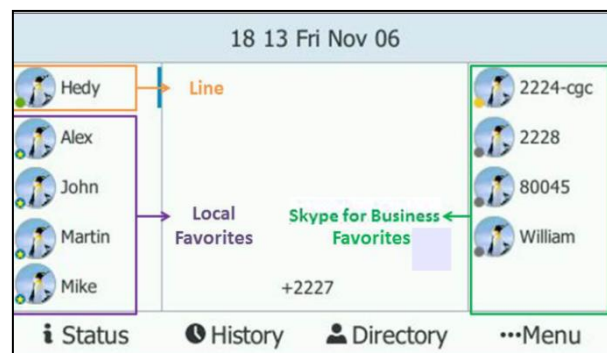 18 13 Fri Nov 06
Hedy
Line
2224-cgc
Alex
2228
John
80045
Local
Favorites
Skype for Business
Favorites
Martin
William
Mike
+2227
i Status
History
Directory
Menu